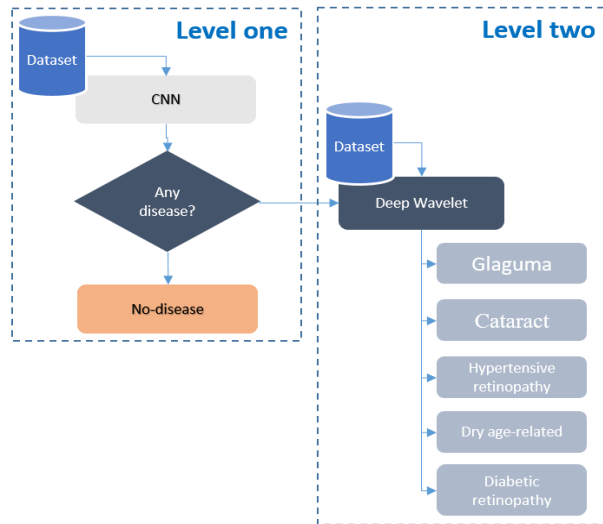 Level one
Dataset
CNN
Any
disease?
No-disease
Level two
Dataset
Deep Wavelet
Glaguma
Cataract
Hypertensive
retinopathy
Dry age-related
Diabetic
retinopathy